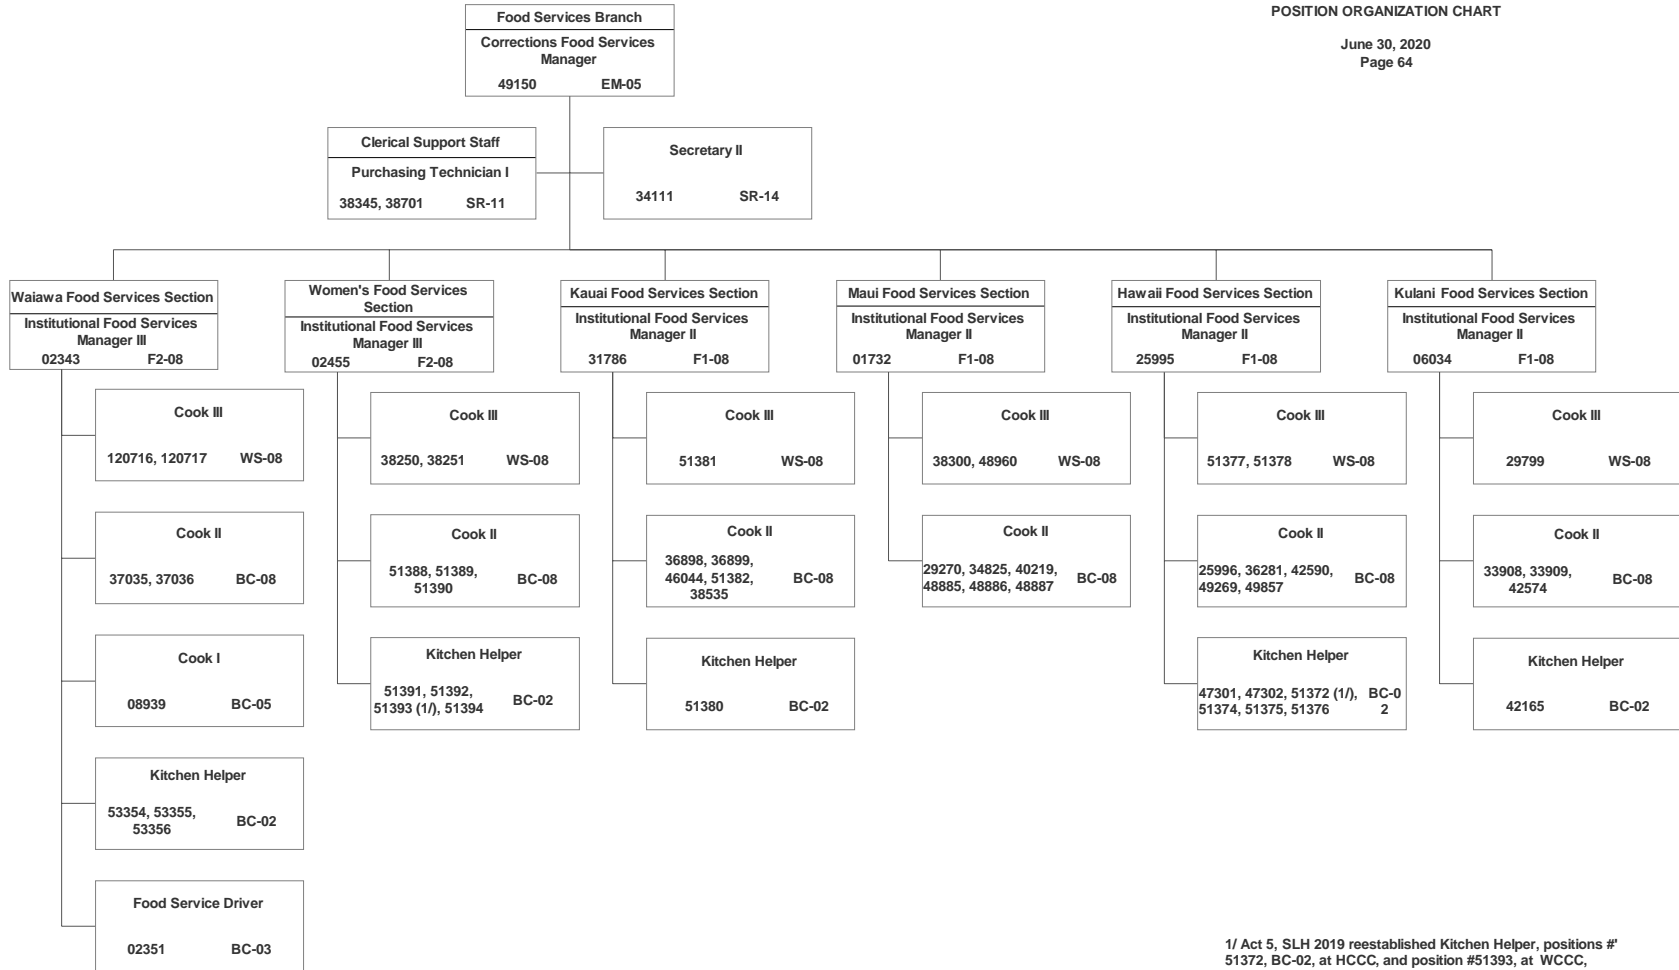 POSITION ORGANIZATION CHART
June 30, 2020
Page 64
Food Services Branch
Corrections Food Services
Manager
49150 EM-05
Clerical Support Staff
Purchasing Technician I
38345, 38701 SR-11
Secretary II
34111 SR-14
Waiawa Food Services Section
Institutional Food Services
Manager III
02343 F2-08
Cook III
120716, 120717 WS-08
Cook II
37035, 37036 BC-08
Cook I
08939 BC-05
Kitchen Helper
53354, 53355,
53356 BC-02
Food Service Driver
02351 BC-03
Women's Food Services
Section
Institutional Food Services
Manager III
02455 F2-08
Cook III
38250, 38251 WS-08
Cook II
51388, 51389,
51390 BC-08
Kitchen Helper
51391, 51392,
51393 (1/), 51394 BC-02
Kauai Food Services Section
Institutional Food Services
Manager II
31786 F1-08
Cook III
51381 WS-08
Cook II
36898, 36899,
46044, 51382, BC-08
38535
Kitchen Helper
51380 BC-02
Maui Food Services Section
Institutional Food Services
Manager II
01732 F1-08
Cook III
38300, 48960 WS-08
Cook II
29270, 34825, 40219,
48885, 48886, 48887 BC-08
Hawaii Food Services Section
Institutional Food Services
Manager II
25995 F1-08
Cook III
51377, 51378 WS-08
Cook II
25996, 36281, 42590,
49269, 49857 BC-08
Kitchen Helper
47301, 47302, 51372 (1/), BC-0
51374, 51375, 51376 2
Kulani Food Services Section
Institutional Food Services
Manager II
06034 F1-08
Cook III
29799 WS-08
Cook II
33908, 33909,
42574 BC-08
Kitchen Helper
42165 BC-02
1/ Act 5, SLH 2019 reestablished Kitchen Helper, positions #'
51372, BC-02, at HCCC, and position #51393, at WCCC,